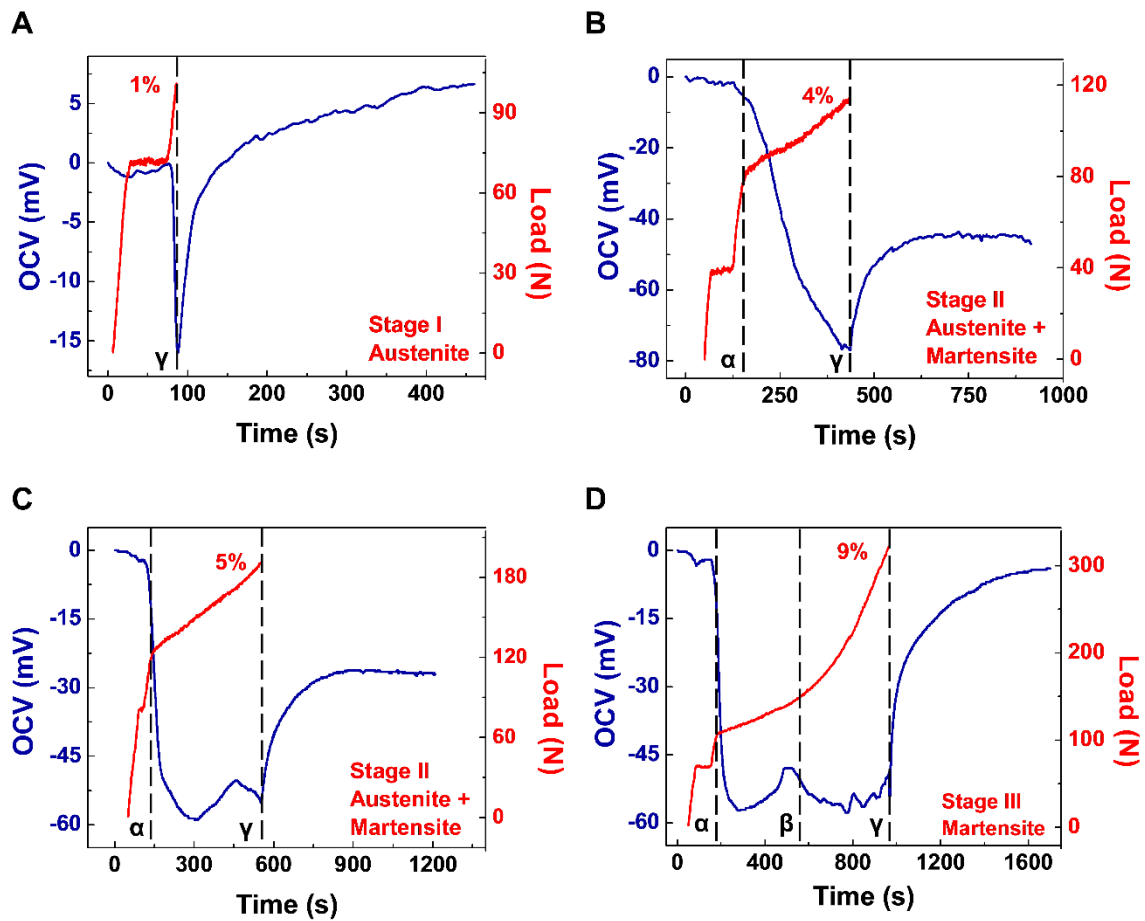 A
1%
5
0
-5
-10
-15
OCV (mV)
90
60
30
0
Load (N)
Stage I
Austenite
γ
0 100 200 300 400
Time (s)
B
4%
0
-20
-40
-60
-80
OCV (mV)
120
80
40
0
Load (N)
Stage II
Austenite +
Martensite
α γ
0 250 500 750 1000
Time (s)
C
5%
0
-15
-30
-45
-60
OCV (mV)
180
120
60
0
Load (N)
Stage II
Austenite +
Martensite
α γ
0 300 600 900 1200
Time (s)
D
9%
0
-15
-30
-45
-60
OCV (mV)
300
200
100
0
Load (N)
Stage III
Martensite
α β γ
0 400 800 1200 1600
Time (s)